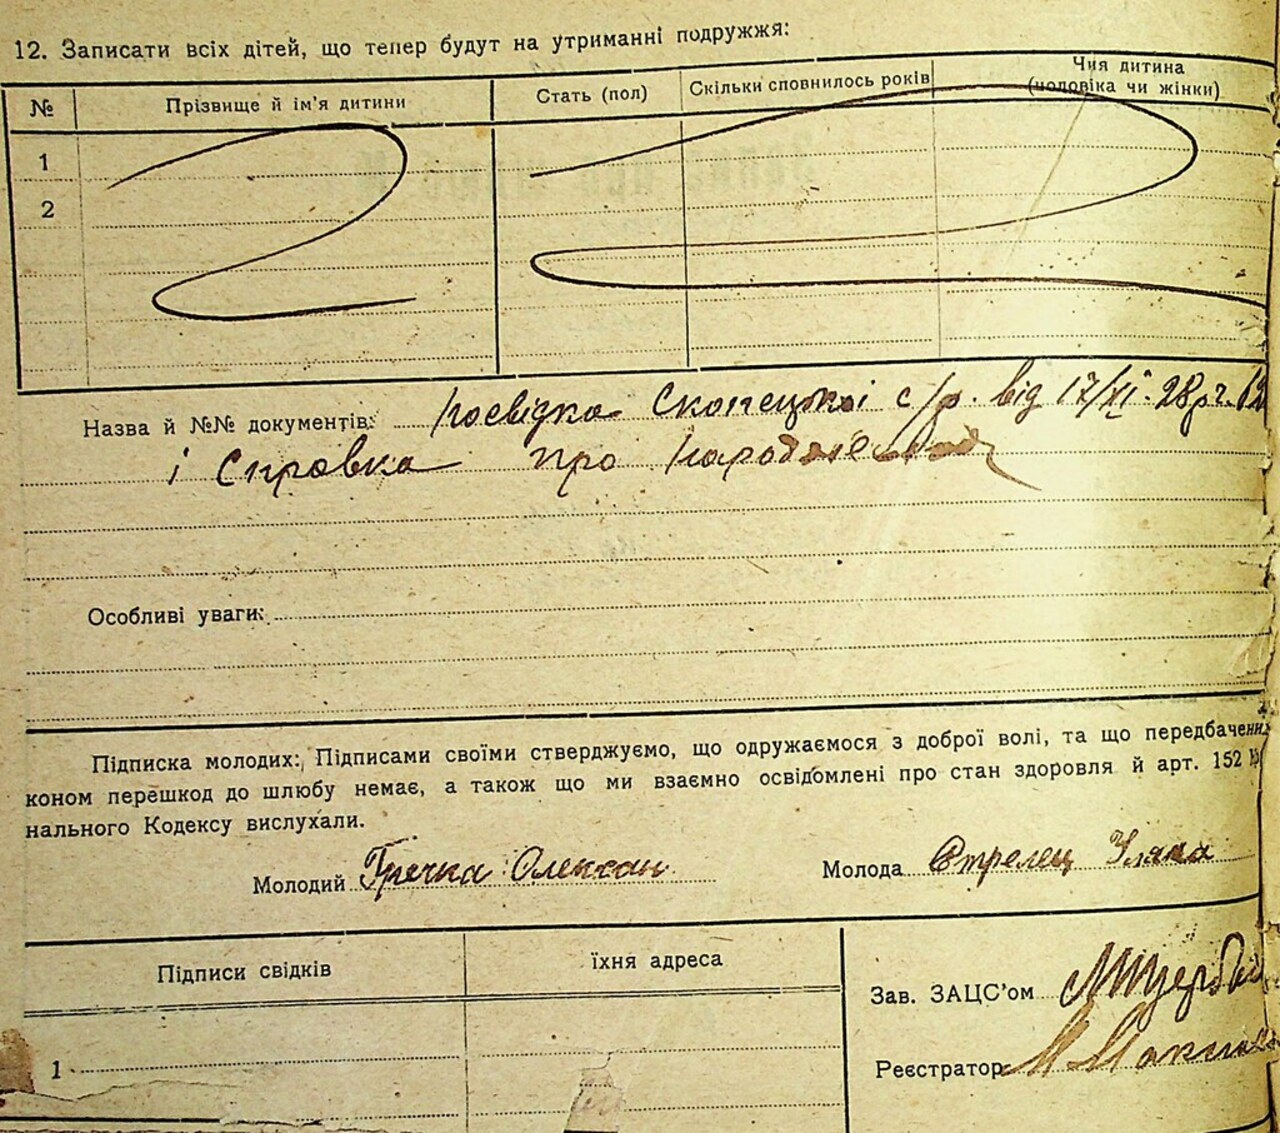 12. Записати всіх дітей, що тепер будут на утриманні подружжя:
№ Прізвище й ім'я дитини Стать (пол) Скільки сповнилось років Чия дитина
(чоловіка чи жінки)
1
2
Назва й №№ документів: Посвідка Скопецької с/р. від 17/XI-28р.
і Справка про народження
Особливі уваги:
Підписка молодих: Підписами своїми стверджуємо, що одружаємося з доброї волі, та що передбачени
коном перешкод до шлюбу немає, а також що ми взаємно освідомлені про стан здоровля й арт. 152
нального Кодексу вислухали.
Молодий Гречка Олексан Молода Стрелец Уляна
Підписи свідків їхня адреса
Зав. ЗАЦС'ом
1
Реєстратор